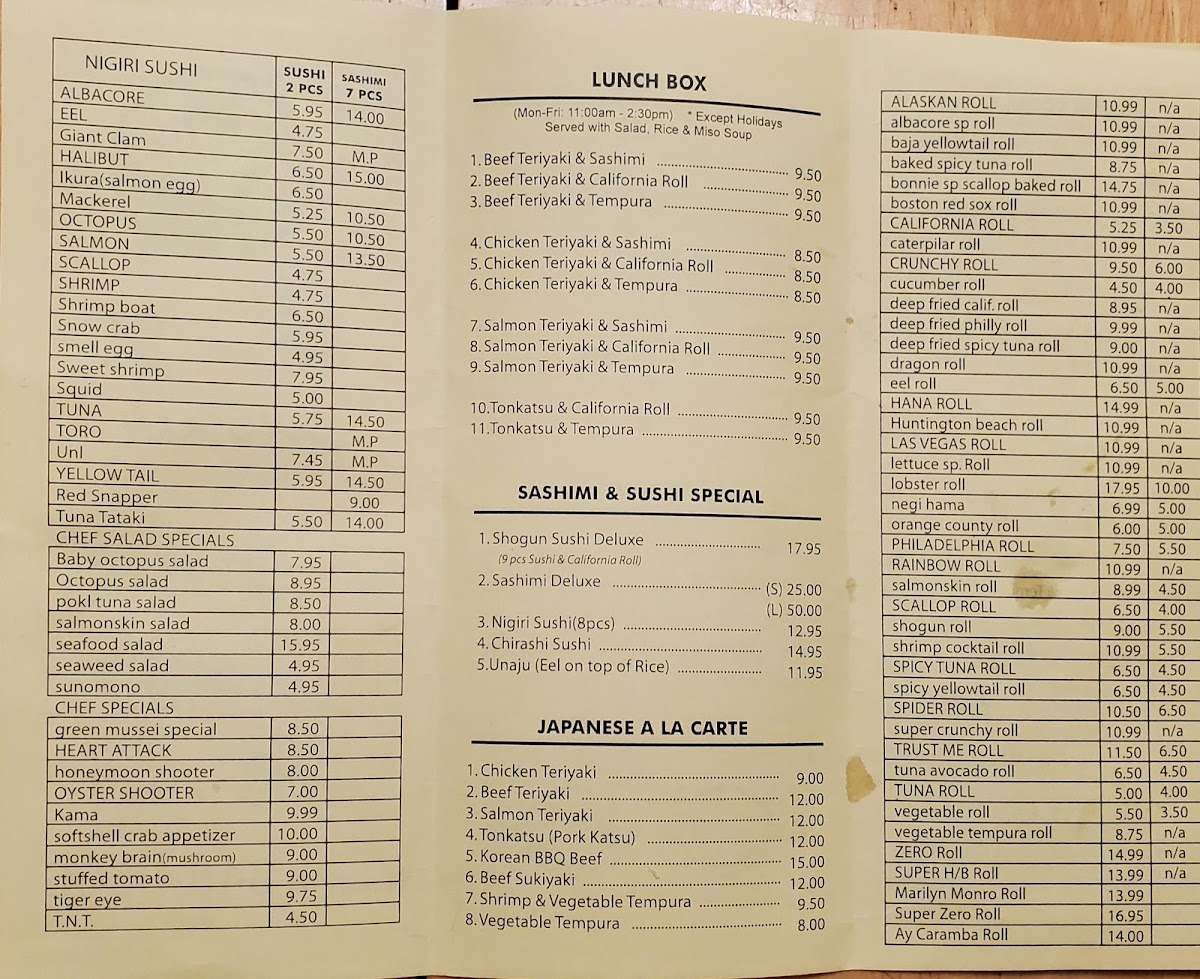 NIGIRI SUSHI SUSHI 2 PCS SASHIMI 7 PCS
ALBACORE 5.95 14.00
EEL 4.75
Giant Clam 7.50 M.P
HALIBUT 6.50 15.00
Ikura(salmon egg) 6.50
Mackerel 5.25 10.50
OCTOPUS 5.50 10.50
SALMON 5.50 13.50
SCALLOP 4.75
SHRIMP 4.75
Shrimp boat 6.50
Snow crab 5.95
smell egg 4.95
Sweet shrimp 7.95
Squid 5.00
TUNA 5.75 14.50
TORO M.P
UnI 7.45 M.P
YELLOW TAIL 5.95 14.50
Red Snapper 9.00
Tuna Tataki 5.50 14.00
CHEF SALAD SPECIALS
Baby octopus salad 7.95
Octopus salad 8.95
pokI tuna salad 8.50
salmonskin salad 8.00
seafood salad 15.95
seaweed salad 4.95
sunomono 4.95
CHEF SPECIALS
green mussei special 8.50
HEART ATTACK 8.50
honeymoon shooter 8.00
OYSTER SHOOTER 7.00
Kama 9.99
softshell crab appetizer 10.00
monkey brain(mushroom) 9.00
stuffed tomato 9.00
tiger eye 9.75
T.N.T. 4.50
LUNCH BOX
(Mon-Fri: 11:00am - 2:30pm) * Except Holidays
Served with Salad, Rice & Miso Soup
1. Beef Teriyaki & Sashimi 9.50
2. Beef Teriyaki & California Roll 9.50
3. Beef Teriyaki & Tempura 9.50
4. Chicken Teriyaki & Sashimi 8.50
5. Chicken Teriyaki & California Roll 8.50
6. Chicken Teriyaki & Tempura 8.50
7. Salmon Teriyaki & Sashimi 9.50
8. Salmon Teriyaki & California Roll 9.50
9. Salmon Teriyaki & Tempura 9.50
10.Tonkatsu & California Roll 9.50
11.Tonkatsu & Tempura 9.50
SASHIMI & SUSHI SPECIAL
1. Shogun Sushi Deluxe 17.95
(9 pcs Sushi & California Roll)
2. Sashimi Deluxe (S) 25.00
(L) 50.00
3. Nigiri Sushi(8pcs) 12.95
4. Chirashi Sushi 14.95
5.Unaju (Eel on top of Rice) 11.95
JAPANESE A LA CARTE
1. Chicken Teriyaki 9.00
2. Beef Teriyaki 12.00
3. Salmon Teriyaki 12.00
4. Tonkatsu (Pork Katsu) 12.00
5. Korean BBQ Beef 15.00
6. Beef Sukiyaki 12.00
7. Shrimp & Vegetable Tempura 9.50
8. Vegetable Tempura 8.00
ALASKAN ROLL 10.99 n/a
albacore sp roll 10.99 n/a
baja yellowtail roll 10.99 n/a
baked spicy tuna roll 8.75 n/a
bonnie sp scallop baked roll 14.75 n/a
boston red sox roll 10.99 n/a
CALIFORNIA ROLL 5.25 3.50
caterpilar roll 10.99 n/a
CRUNCHY ROLL 9.50 6.00
cucumber roll 4.50 4.00
deep fried calif. roll 8.95 n/a
deep fried philly roll 9.99 n/a
deep fried spicy tuna roll 9.00 n/a
dragon roll 10.99 n/a
eel roll 6.50 5.00
HANA ROLL 14.99 n/a
Huntington beach roll 10.99 n/a
LAS VEGAS ROLL 10.99 n/a
lettuce sp. Roll 10.99 n/a
lobster roll 17.95 10.00
negi hama 6.99 5.00
orange county roll 6.00 5.00
PHILADELPHIA ROLL 7.50 5.50
RAINBOW ROLL 10.99 n/a
salmonskin roll 8.99 4.50
SCALLOP ROLL 6.50 4.00
shogun roll 9.00 5.50
shrimp cocktail roll 10.99 5.50
SPICY TUNA ROLL 6.50 4.50
spicy yellowtail roll 6.50 4.50
SPIDER ROLL 10.50 6.50
super crunchy roll 10.99 n/a
TRUST ME ROLL 11.50 6.50
tuna avocado roll 6.50 4.50
TUNA ROLL 5.00 4.00
vegetable roll 5.50 3.50
vegetable tempura roll 8.75 n/a
ZERO Roll 14.99 n/a
SUPER H/B Roll 13.99 n/a
Marilyn Monro Roll 13.99
Super Zero Roll 16.95
Ay Caramba Roll 14.00